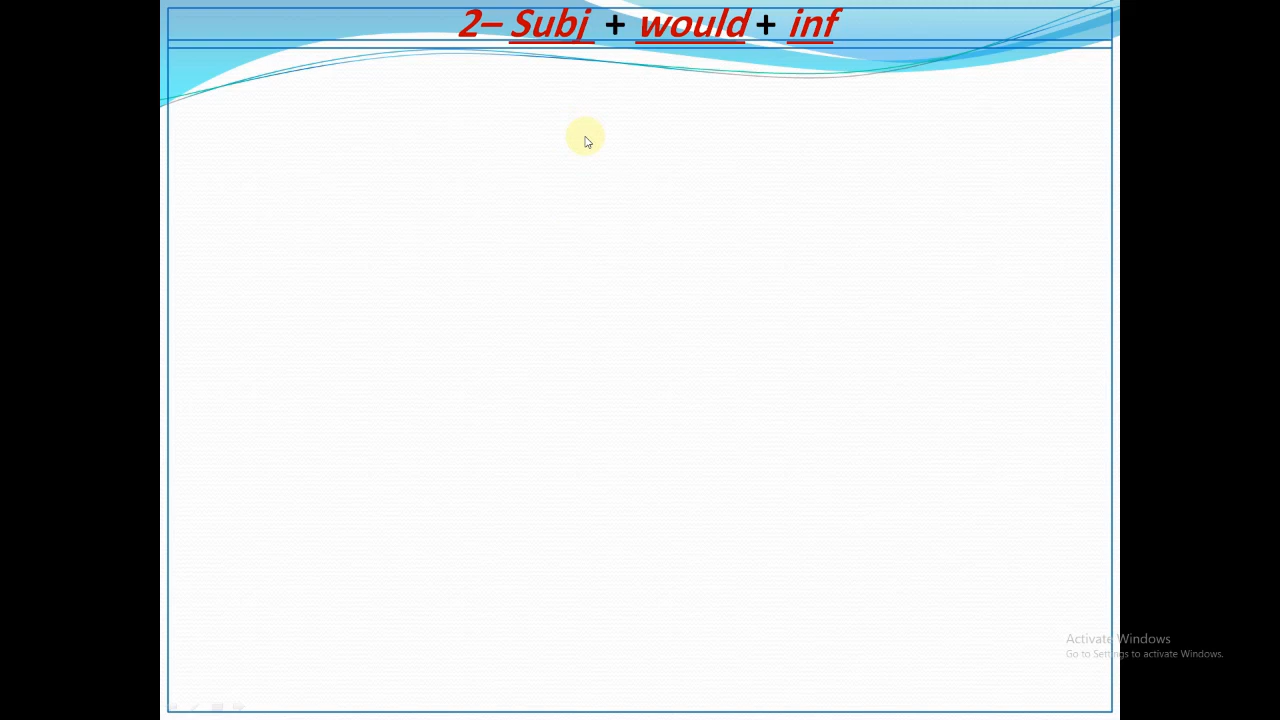 2– Subj + would + inf
Activate Windows
Go to Settings to activate Windows.